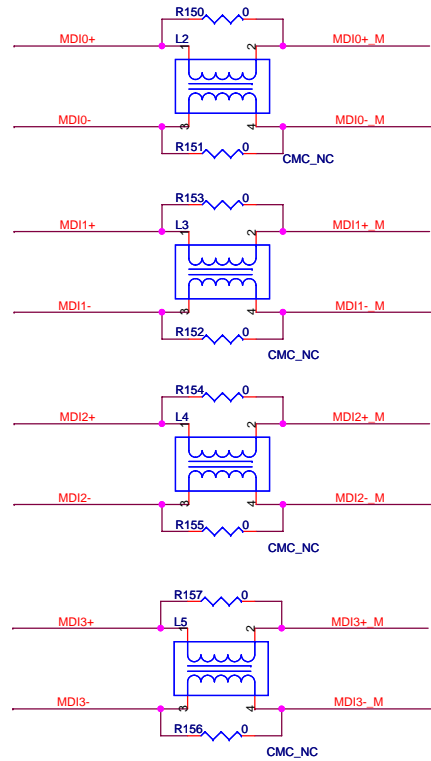 R150 0
MDI0+ L2 MDI0+_M
1 2
MDI0- MDI0-_M
3 4
R151 0
CMC_NC
R153 0
MDI1+ L3 MDI1+_M
1 2
MDI1- MDI1-_M
3 4
R152 0
CMC_NC
R154 0
MDI2+ L4 MDI2+_M
1 2
MDI2- MDI2-_M
3 4
R155 0
CMC_NC
R157 0
MDI3+ L5 MDI3+_M
1 2
MDI3- MDI3-_M
3 4
R156 0
CMC_NC